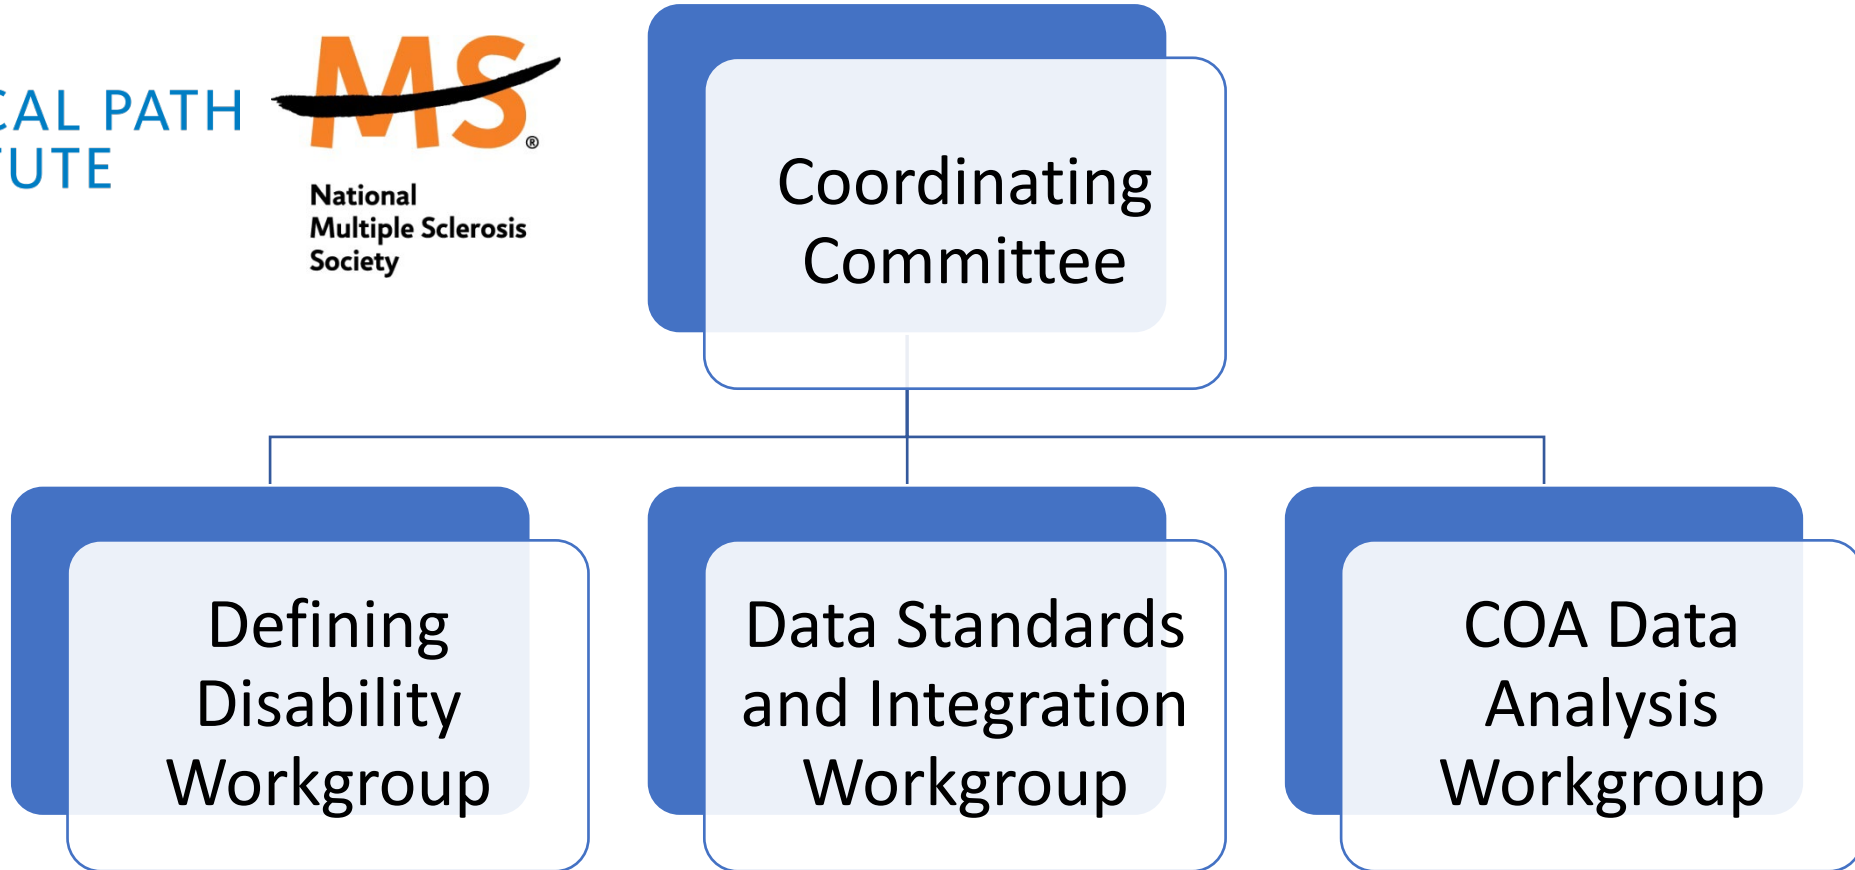 CAL PATH
TUTE
MS®
National
Multiple Sclerosis
Society
Coordinating
Committee
Defining
Disability
Workgroup
Data Standards
and Integration
Workgroup
COA Data
Analysis
Workgroup